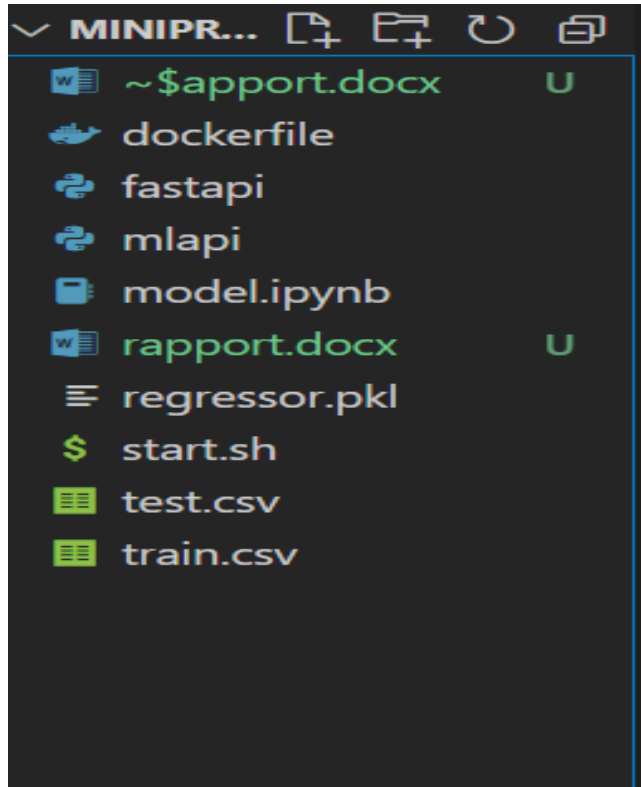 MINIPR...
~$apport.docx U
dockerfile
fastapi
mlapi
model.ipynb
rapport.docx U
regressor.pkl
$ start.sh
test.csv
train.csv